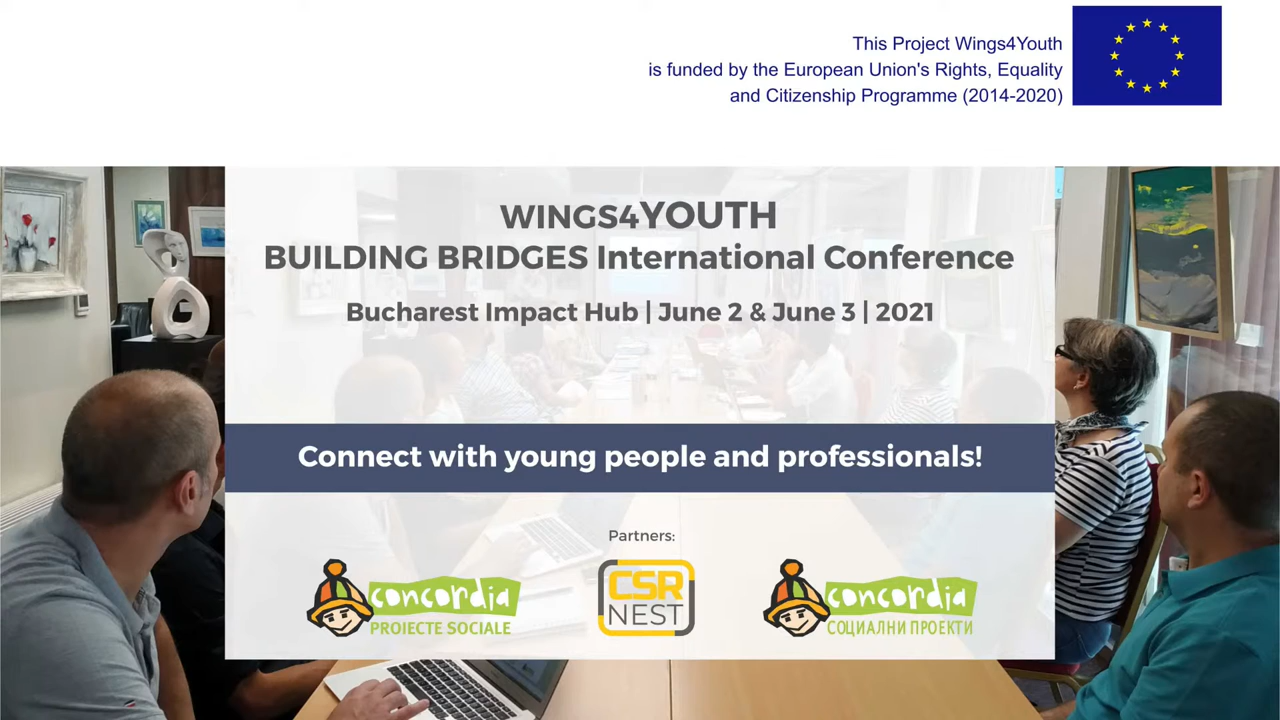 This Project Wings4Youth
is funded by the European Union's Rights, Equality
and Citizenship Programme (2014-2020)
WINGS4YOUTH
BUILDING BRIDGES International Conference
Bucharest Impact Hub | June 2 & June 3 | 2021
Connect with young people and professionals!
Partners:
concordia
PROIECTE SOCIALE
CSR
NEST
concordia
СОЦИАЛНИ ПРОЕКТИ